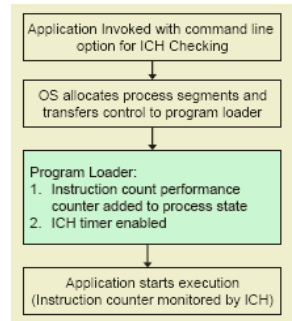 Application Invoked with command line
option for ICH Checking
OS allocates process segments and
transfers control to program loader
Program Loader:
1. Instruction count performance
counter added to process state
2. ICH timer enabled
Application starts execution
(Instruction counter monitored by ICH)